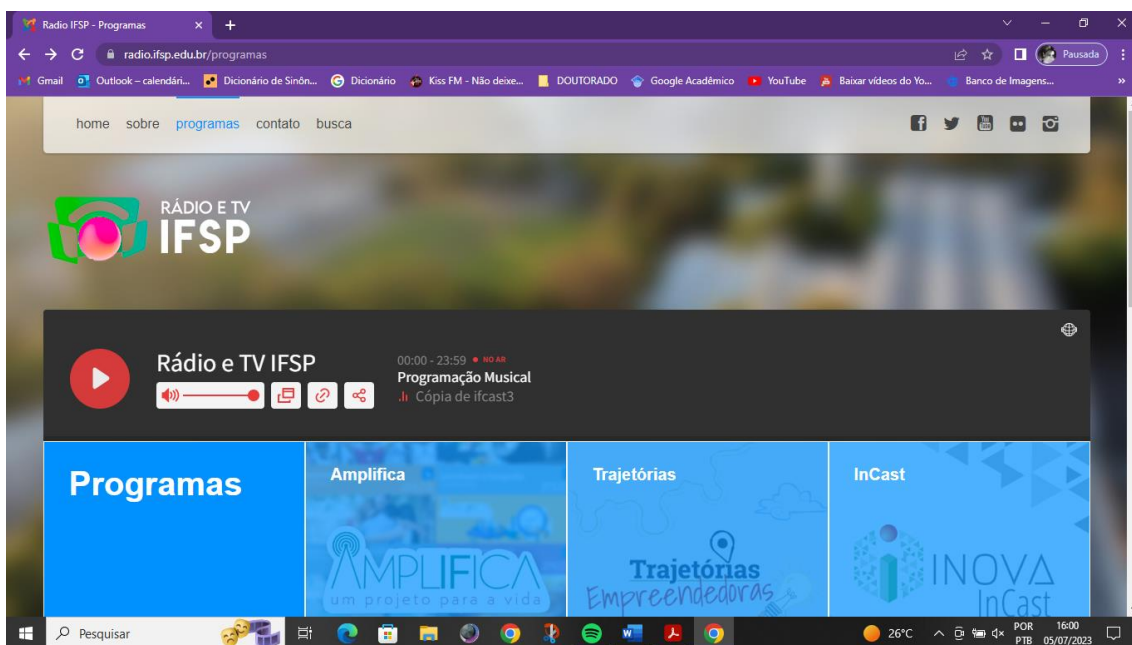 Radio IFSP - Programas
radio.ifsp.edu.br/programas
Pausada
Gmail Outlook – calendári... Dicionário de Sinôn... Dicionário Kiss FM - Não deixe... DOUTORADO Google Acadêmico YouTube Baixar vídeos do Yo... Banco de Imagens... »
home sobre programas contato busca
You Tube
RÁDIO E TV
IFSP
Rádio e TV IFSP
00:00 - 23:59 • NO AR
Programação Musical
Cópia de ifcast3
Programas
Amplifica
AMPLIFICA
um projeto para a vida
Trajetórias
Trajetórias
Empreendedoras
InCast
INOVA
InCast
Pesquisar
26°C
POR
PTB
16:00
05/07/2023